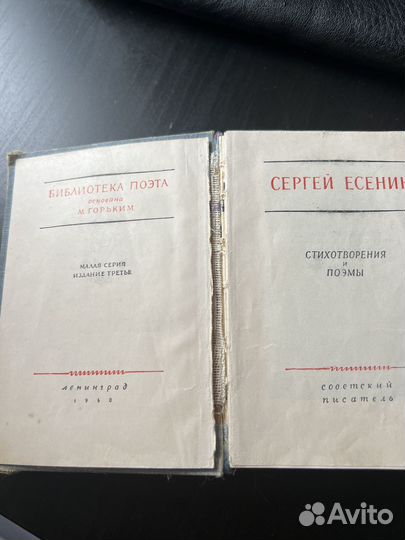 БИБЛИОТЕКА ПОЭТА
основана
М. ГОРЬКИМ
МАЛАЯ СЕРИЯ
ИЗДАНИЕ ТРЕТЬЕ
ленинград
СЕРГЕЙ ЕСЕНИН
СТИХОТВОРЕНИЯ
и
ПОЭМЫ
советский
писатель
Avito